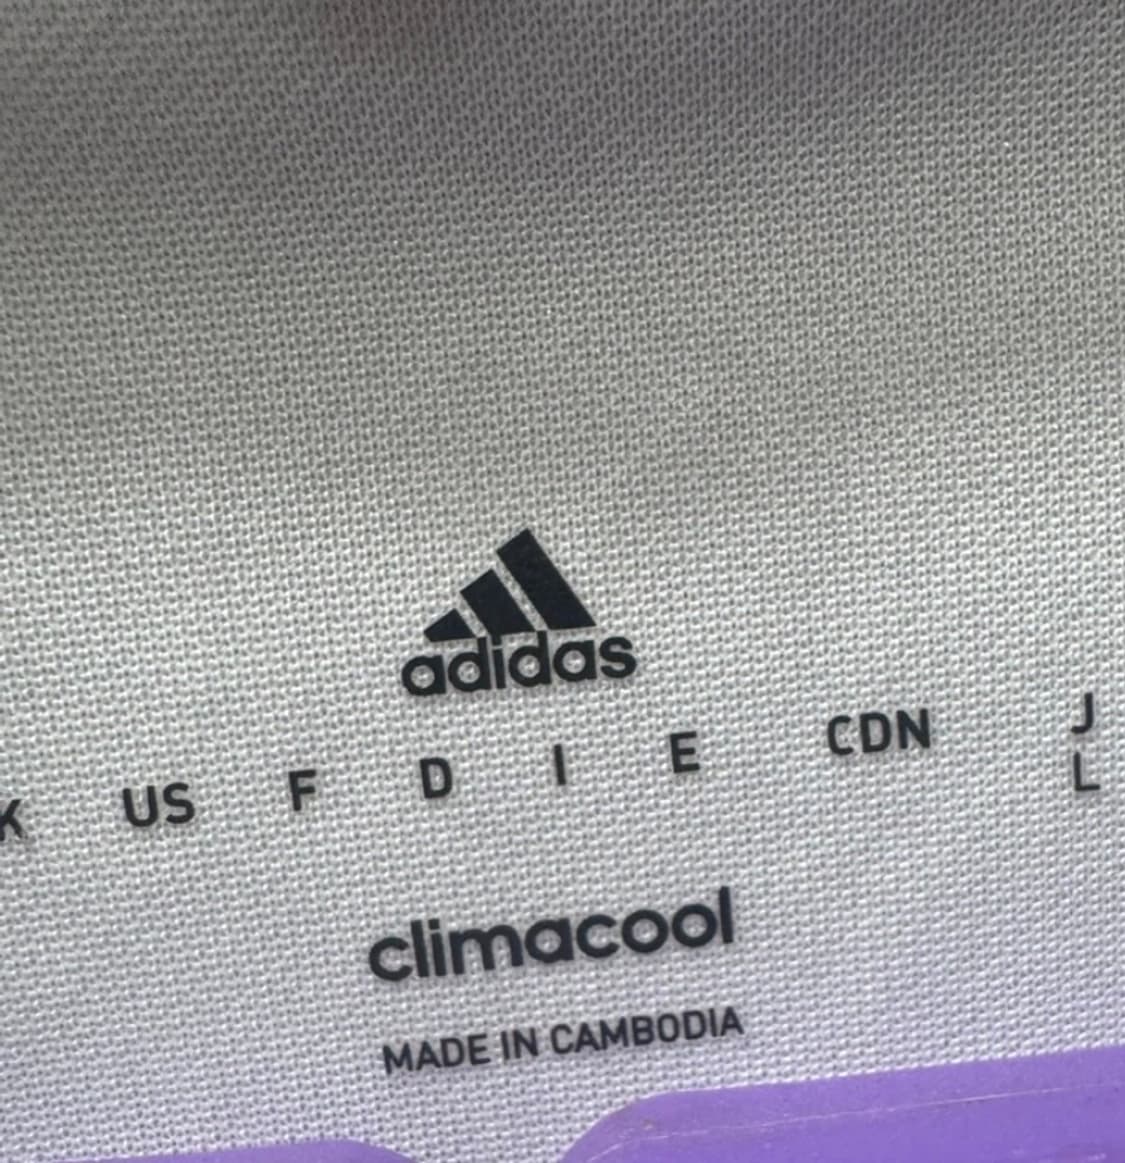 adidas
K US F D I E CDN J
L
climacool
MADE IN CAMBODIA